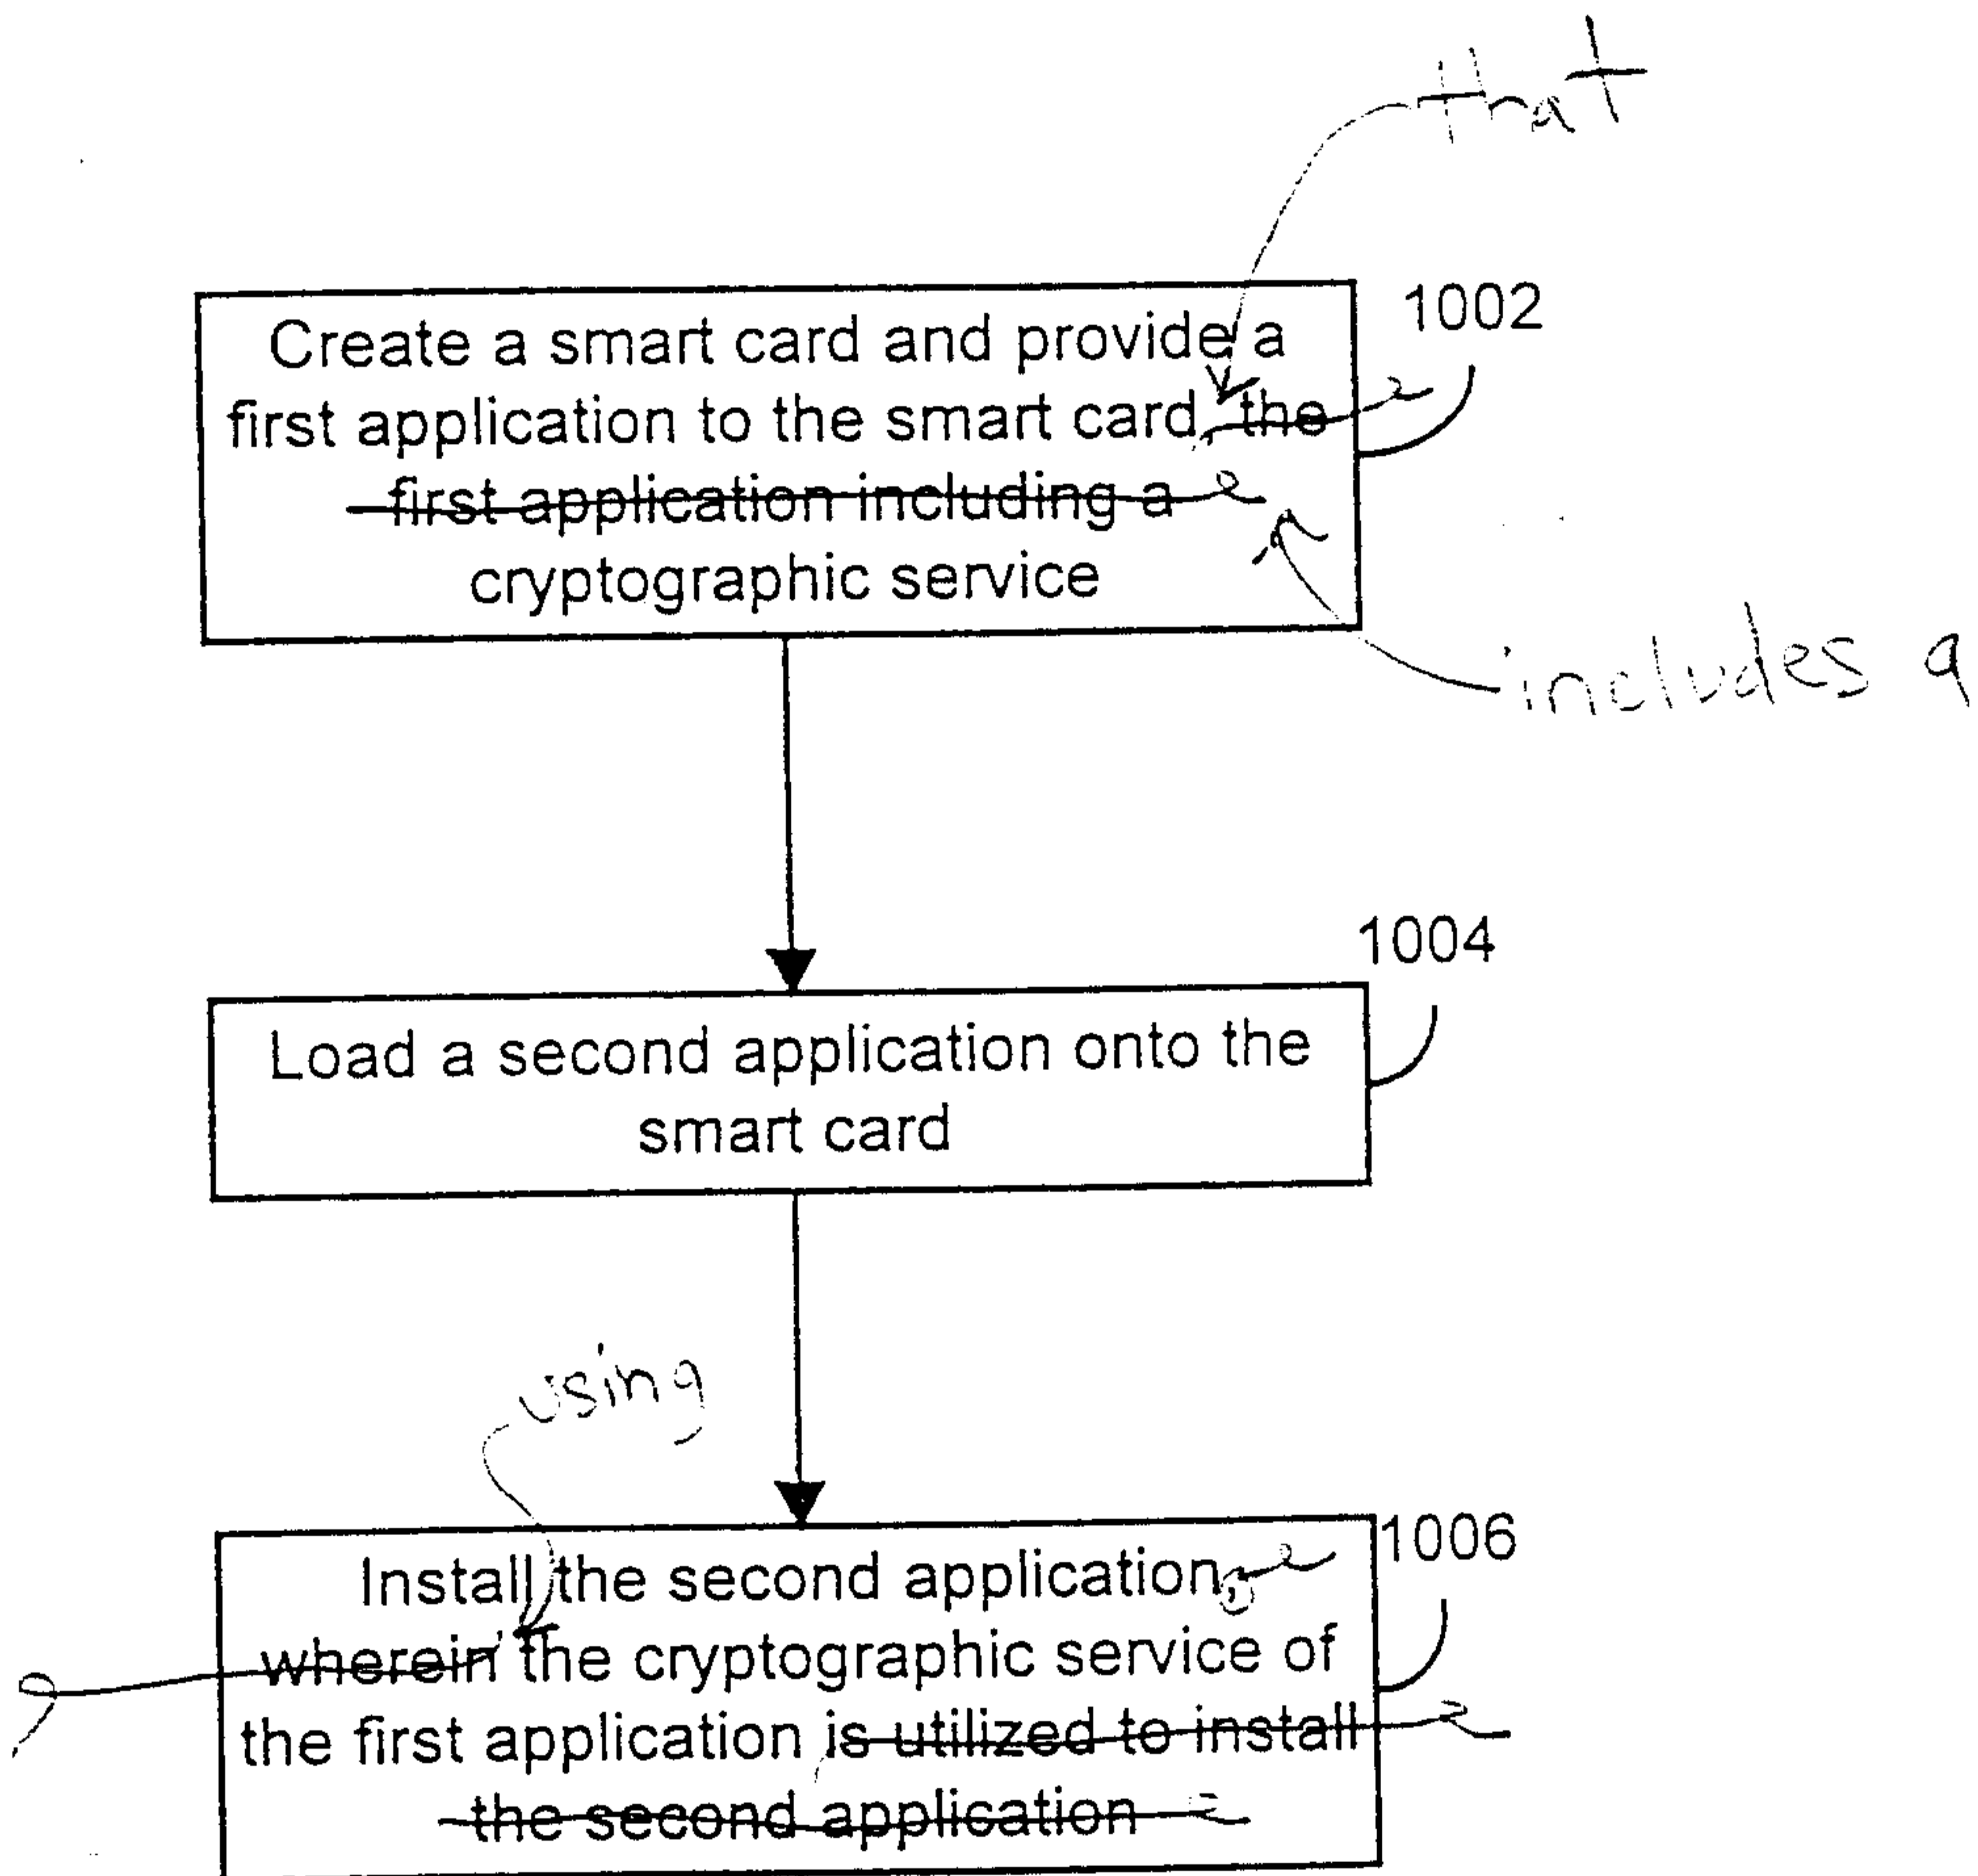 that
Create a smart card and provide a
1002
first application to the smart card, the
first application including a
cryptographic service
includes a
1004
Load a second application onto the
smart card
using
1006
Install the second application,
wherein the cryptographic service of
the first application is utilized to install
the second application